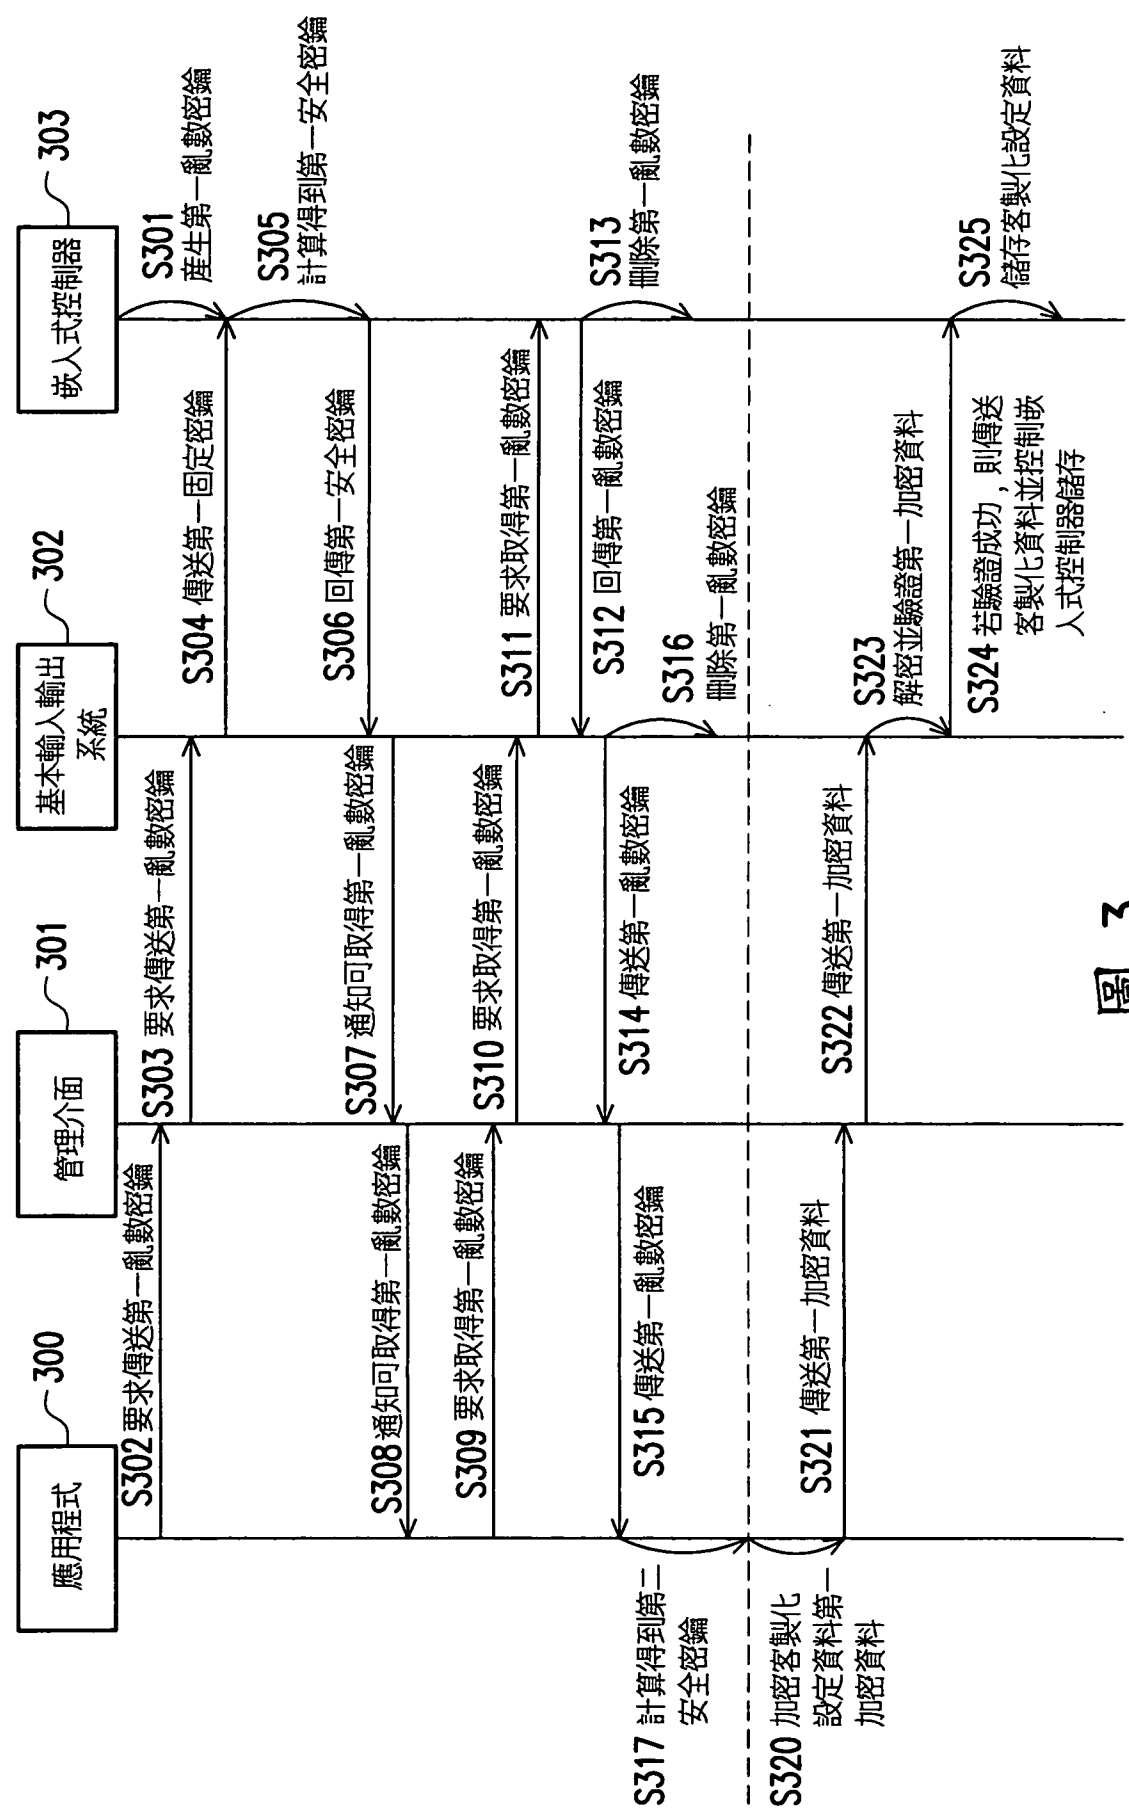 應用程式
300
管理介面
301
基本輸入輸出
系統
302
嵌入式控制器
303
S301
產生第一亂數密鑰
S302 要求傳送第一亂數密鑰
S303 要求傳送第一亂數密鑰
S304 傳送第一固定密鑰
S305
計算得到第一安全密鑰
S306 回傳第一安全密鑰
S307 通知可取得第一亂數密鑰
S308 通知可取得第一亂數密鑰
S309 要求取得第一亂數密鑰
S310 要求取得第一亂數密鑰
S311 要求取得第一亂數密鑰
S312 回傳第一亂數密鑰
S313
刪除第一亂數密鑰
S314 傳送第一亂數密鑰
S315 傳送第一亂數密鑰
S316
刪除第一亂數密鑰
S317 計算得到第二
安全密鑰
S320 加密客製化
設定資料第一
加密資料
S321 傳送第一加密資料
S322 傳送第一加密資料
S323
解密並驗證第一加密資料
S324 若驗證成功，則傳送
客製化資料並控制嵌
入式控制器儲存
S325
儲存客製化設定資料
圖 3